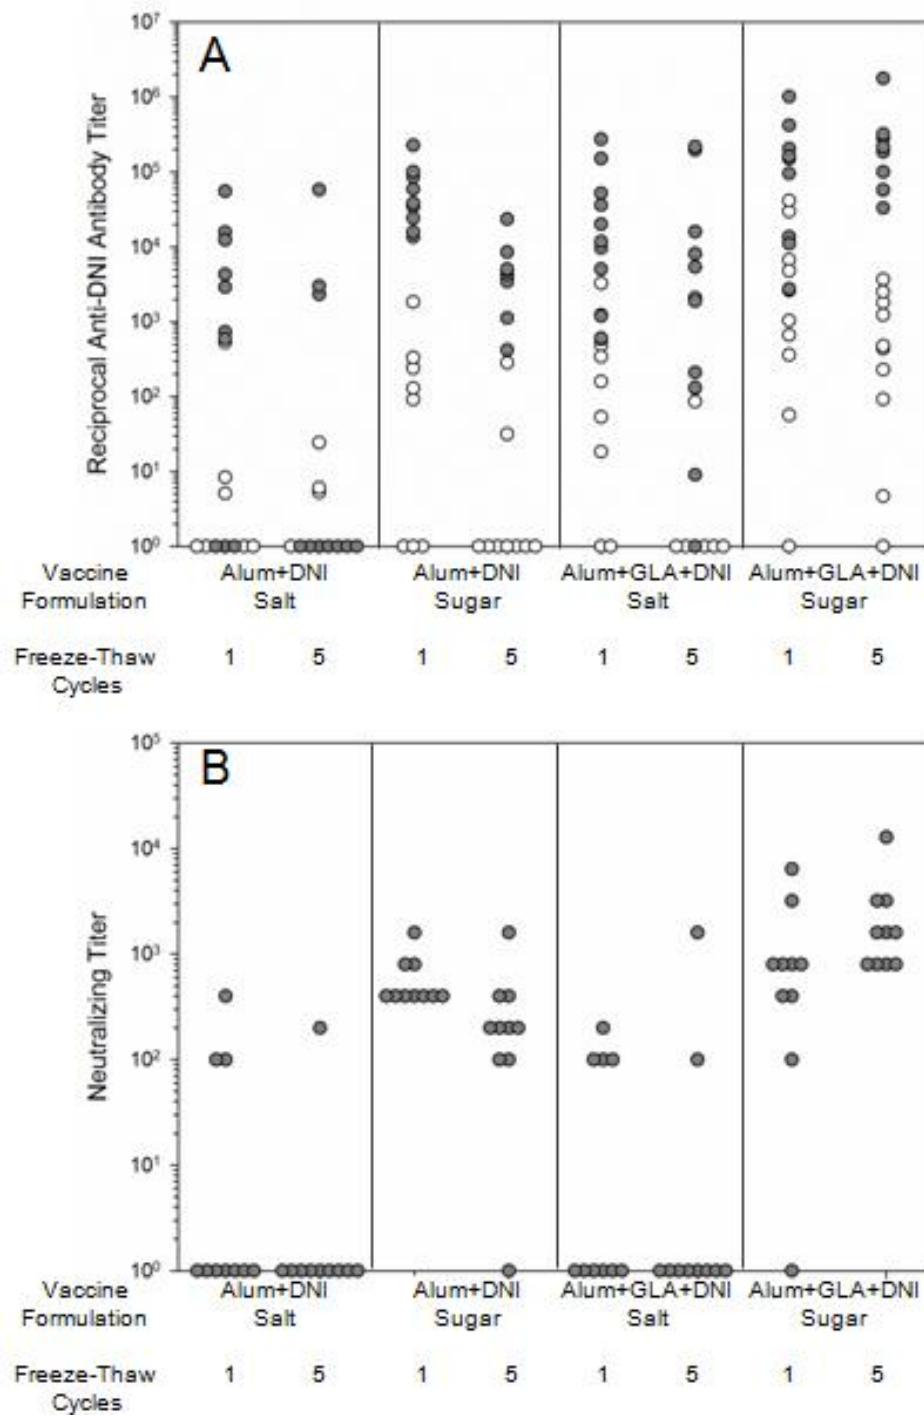 A
Reciprocal Anti-DNI Antibody Titer
10⁷
10⁶
10⁵
10⁴
10³
10²
10¹
10⁰
Vaccine Formulation
Alum+DNI Salt
Alum+DNI Sugar
Alum+GLA+DNI Salt
Alum+GLA+DNI Sugar
Freeze-Thaw Cycles
1 5 1 5 1 5 1 5
B
Neutralizing Titer
10⁵
10⁴
10³
10²
10¹
10⁰
Vaccine Formulation
Alum+DNI Salt
Alum+DNI Sugar
Alum+GLA+DNI Salt
Alum+GLA+DNI Sugar
Freeze-Thaw Cycles
1 5 1 5 1 5 1 5